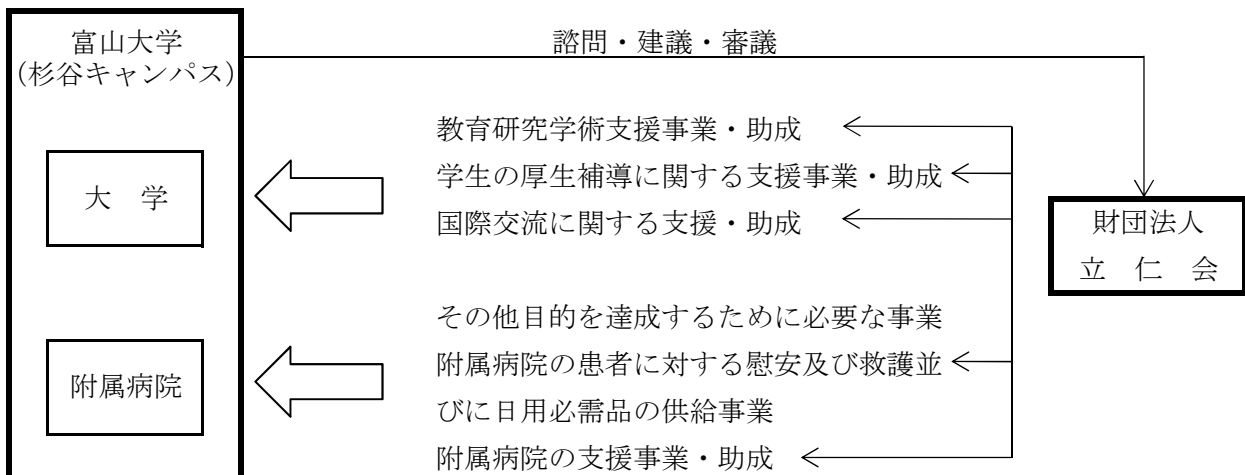 富山大学
(杉谷キャンパス)
諮問・建議・審議
教育研究学術支援事業・助成
学生の厚生補導に関する支援事業・助成
国際交流に関する支援・助成
大 学
財団法人
立 仁 会
その他目的を達成するために必要な事業
附属病院の患者に対する慰安及び救護並
びに日用必需品の供給事業
附属病院の支援事業・助成
附属病院